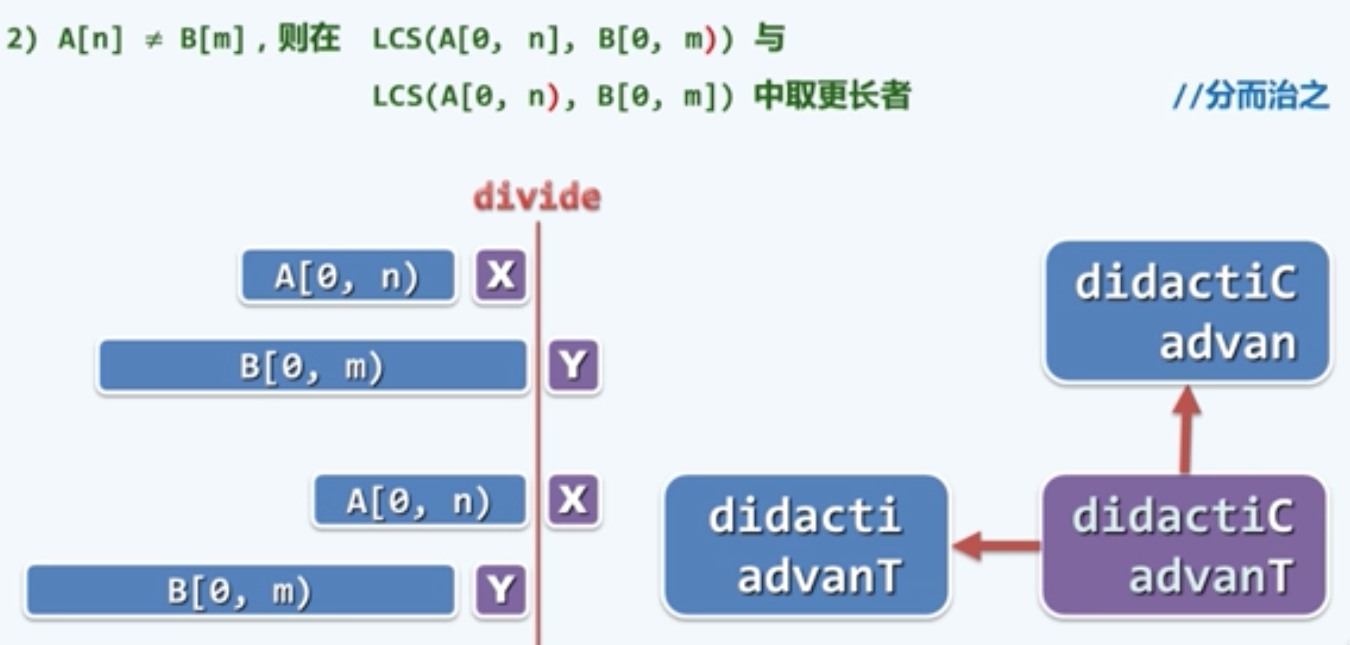 2) A[n] ≠ B[m],则在 LCS(A[0, n], B[0, m)) 与
LCS(A[0, n), B[0, m]) 中取更长者 //分而治之
divide
A[0, n) X
B[0, m) Y
A[0, n) X
B[0, m) Y
didactiC
advan
didacti
advanT
didactiC
advanT